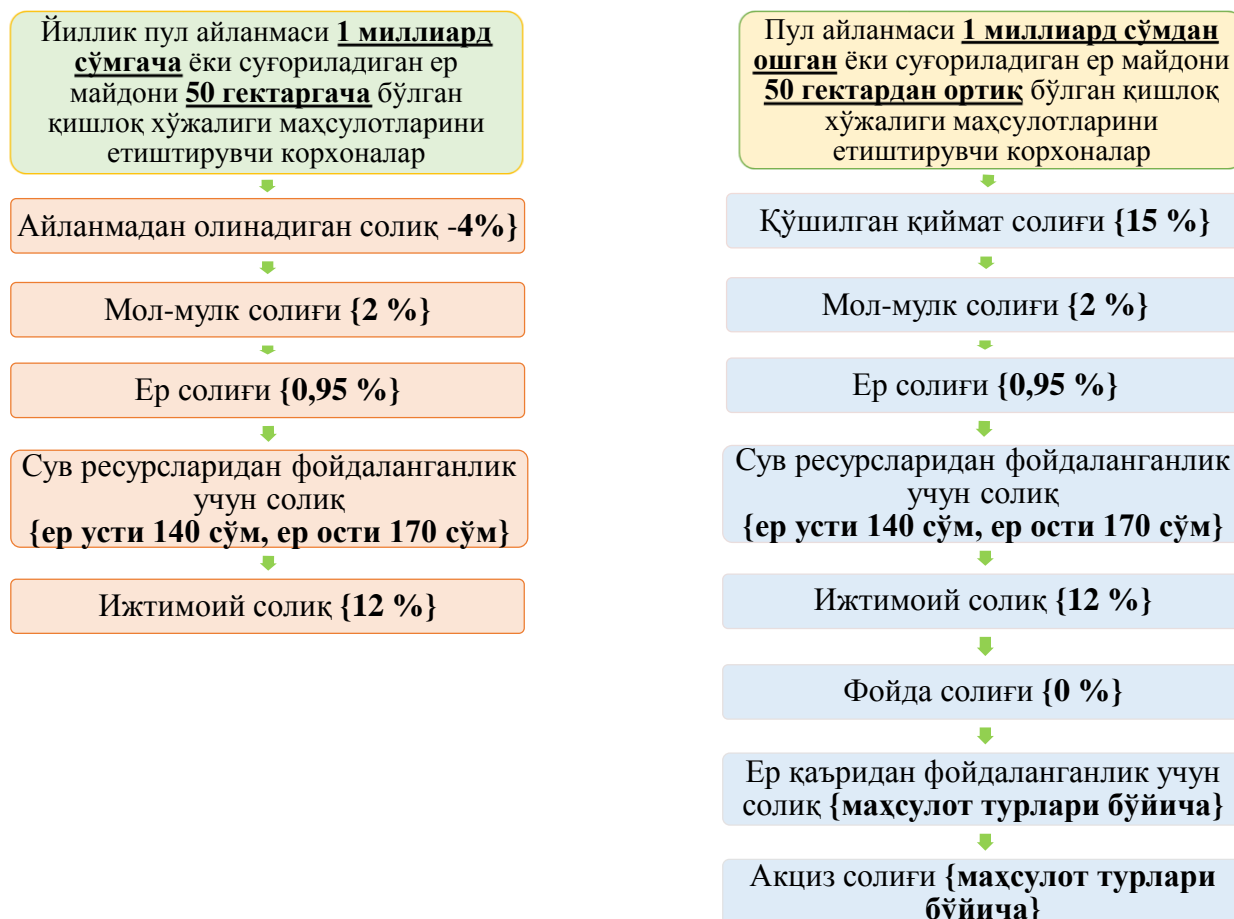 Йиллик пул айланмаси 1 миллиард
сўмгача ёки суғориладиган ер
майдони 50 гектаргача бўлган
қишлоқ хўжалиги маҳсулотларини
етиштирувчи корхоналар
Айланмадан олинадиган солиқ -4%}
Мол-мулк солиғи {2 %}
Ер солиғи {0,95 %}
Сув ресурсларидан фойдаланганлик
учун солиқ
{ер усти 140 сўм, ер ости 170 сўм}
Ижтимоий солиқ {12 %}
Пул айланмаси 1 миллиард сўмдан
ошган ёки суғориладиган ер майдони
50 гектардан ортиқ бўлган қишлоқ
хўжалиги маҳсулотларини
етиштирувчи корхоналар
Қўшилган қиймат солиғи {15 %}
Мол-мулк солиғи {2 %}
Ер солиғи {0,95 %}
Сув ресурсларидан фойдаланганлик
учун солиқ
{ер усти 140 сўм, ер ости 170 сўм}
Ижтимоий солиқ {12 %}
Фойда солиғи {0 %}
Ер қаъридан фойдаланганлик учун
солиқ {маҳсулот турлари бўйича}
Акциз солиғи {маҳсулот турлари
бўйича}